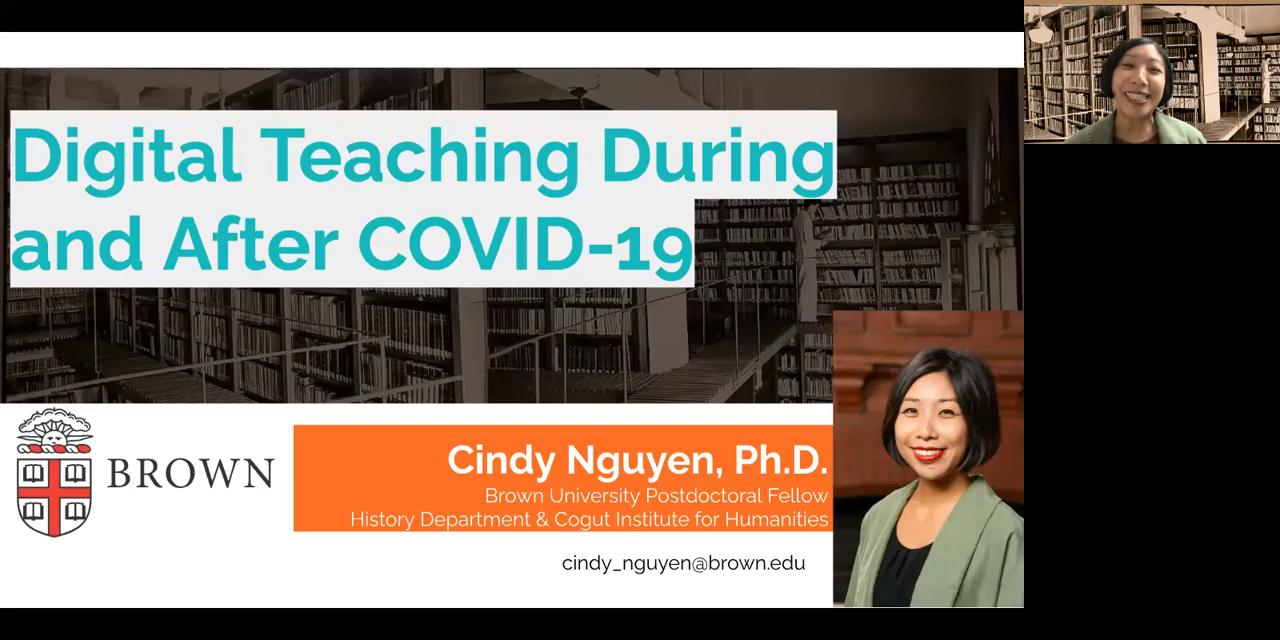 Digital Teaching During
and After COVID-19
BROWN
Cindy Nguyen, Ph.D.
Brown University Postdoctoral Fellow
History Department & Cogut Institute for Humanities
cindy_nguyen@brown.edu